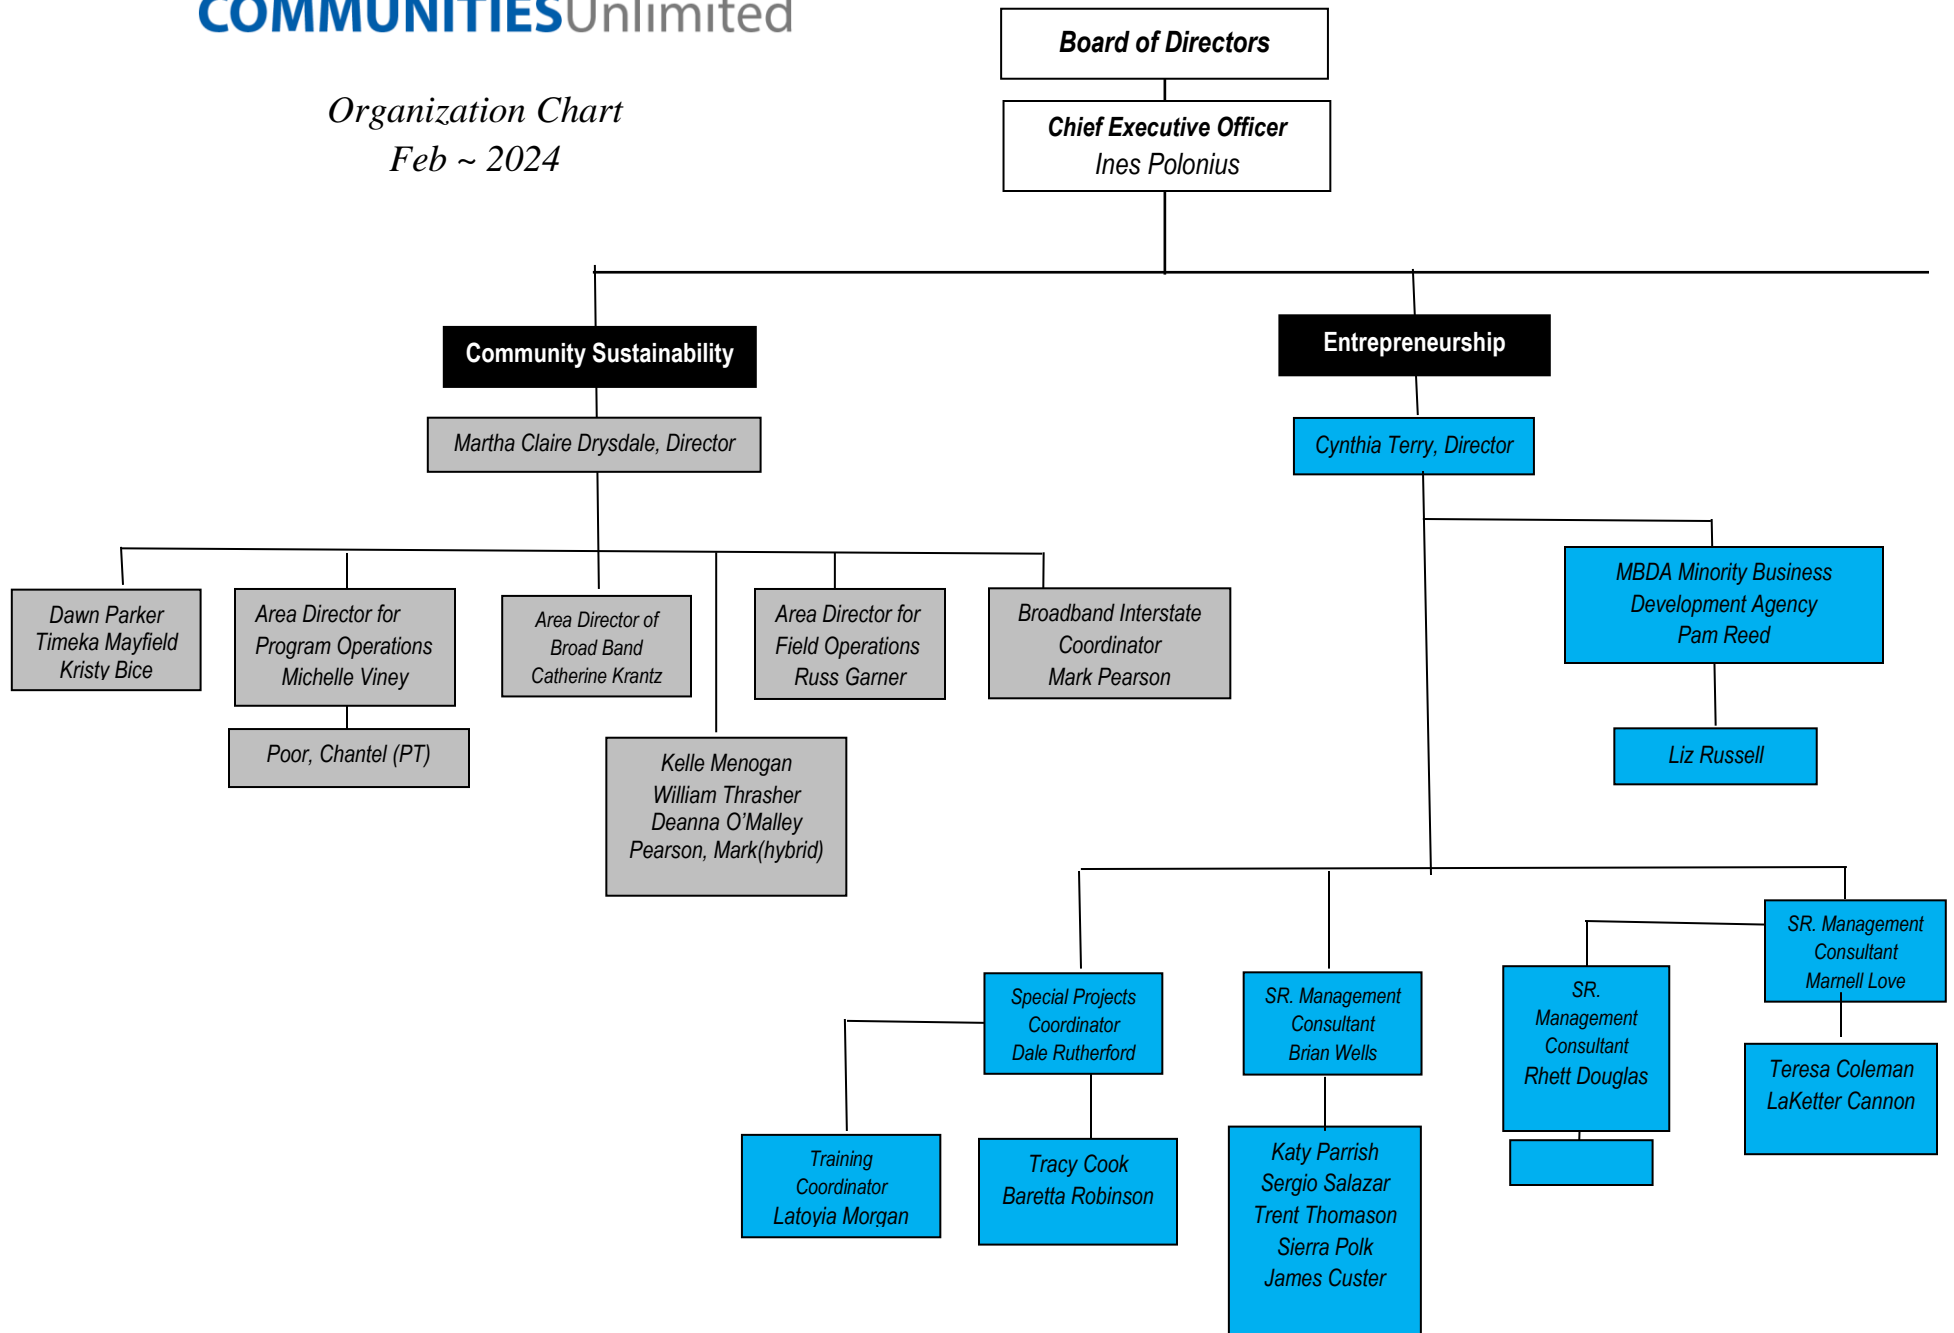 COMMUNITIESUnlimited
Organization Chart
Feb ~ 2024
Board of Directors
Chief Executive Officer
Ines Polonius
Community Sustainability
Entrepreneurship
Martha Claire Drysdale, Director
Cynthia Terry, Director
Dawn Parker
Timeka Mayfield
Kristy Bice
Area Director for
Program Operations
Michelle Viney
Poor, Chantel (PT)
Area Director of
Broad Band
Catherine Krantz
Kelle Menogan
William Thrasher
Deanna O’Malley
Pearson, Mark(hybrid)
Area Director for
Field Operations
Russ Garner
Broadband Interstate
Coordinator
Mark Pearson
MBDA Minority Business
Development Agency
Pam Reed
Liz Russell
Special Projects
Coordinator
Dale Rutherford
Training
Coordinator
Latoyia Morgan
Tracy Cook
Baretta Robinson
SR. Management
Consultant
Brian Wells
Katy Parrish
Sergio Salazar
Trent Thomason
Sierra Polk
James Custer
SR.
Management
Consultant
Rhett Douglas
SR. Management
Consultant
Marnell Love
Teresa Coleman
LaKetter Cannon